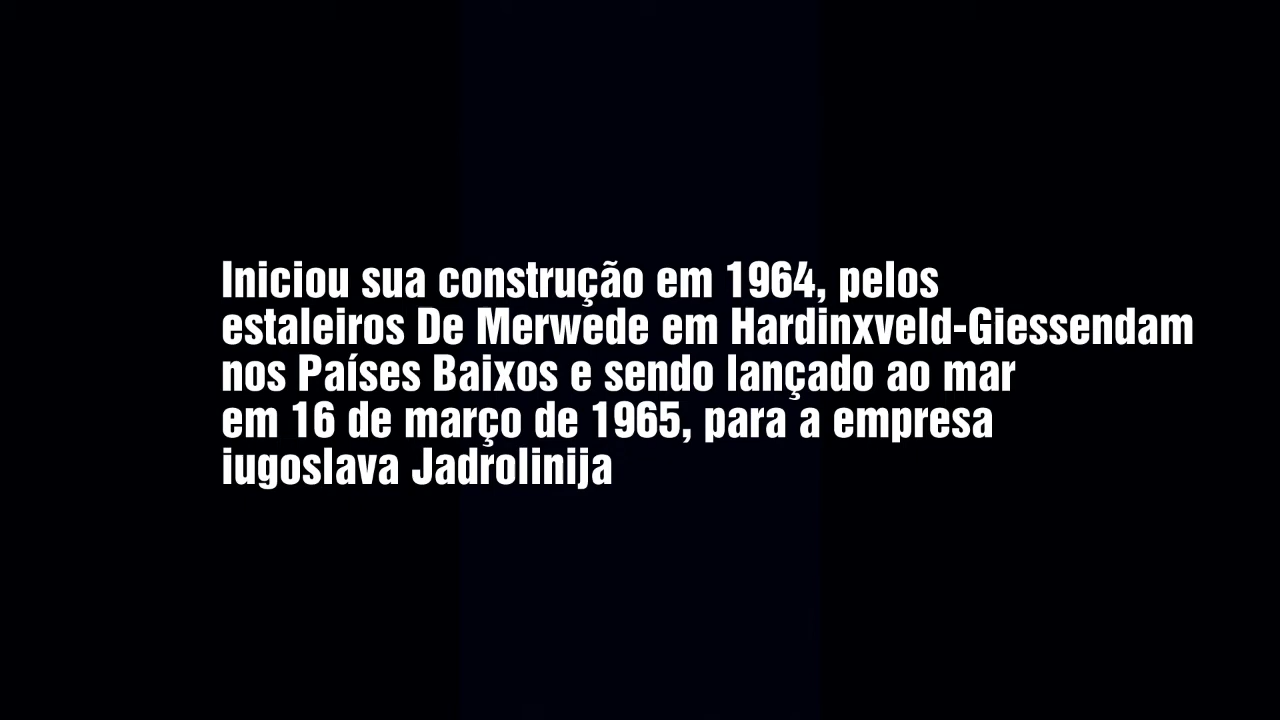 Iniciou sua construção em 1964, pelos
estaleiros De Merwede em Hardinxveld-Giessendam
nos Países Baixos e sendo lançado ao mar
em 16 de março de 1965, para a empresa
iugoslava Jadrolinija